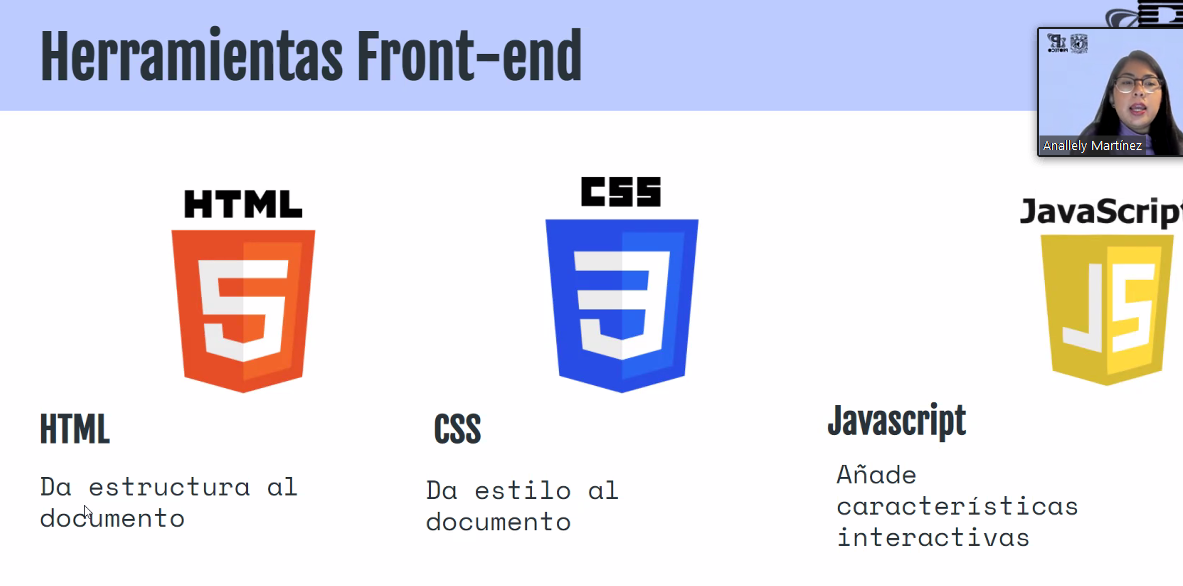 Herramientas Front-end
Anallely Martínez
HTML
CSS
JavaScript
HTML
Da estructura al
documento
CSS
Da estilo al
documento
Javascript
Añade
características
interactivas